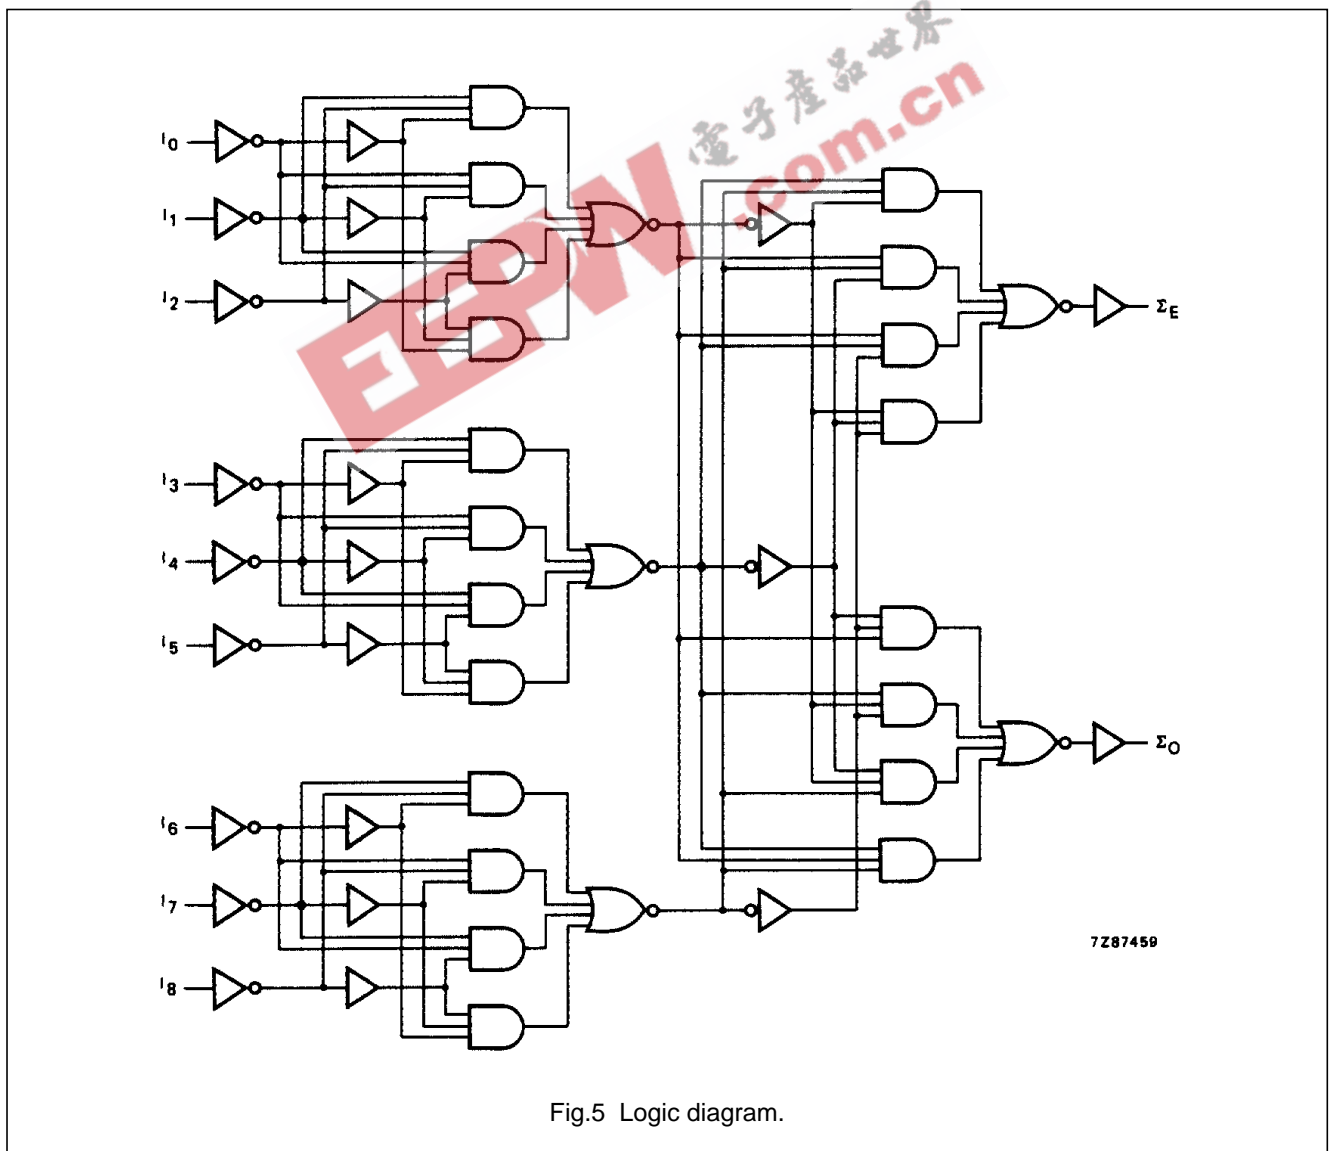 電子產品世界
EEPW.com.cn
I0
I1
I2
I3
I4
I5
I6
I7
I8
ΣE
ΣO
7Z87459
Fig.5 Logic diagram.